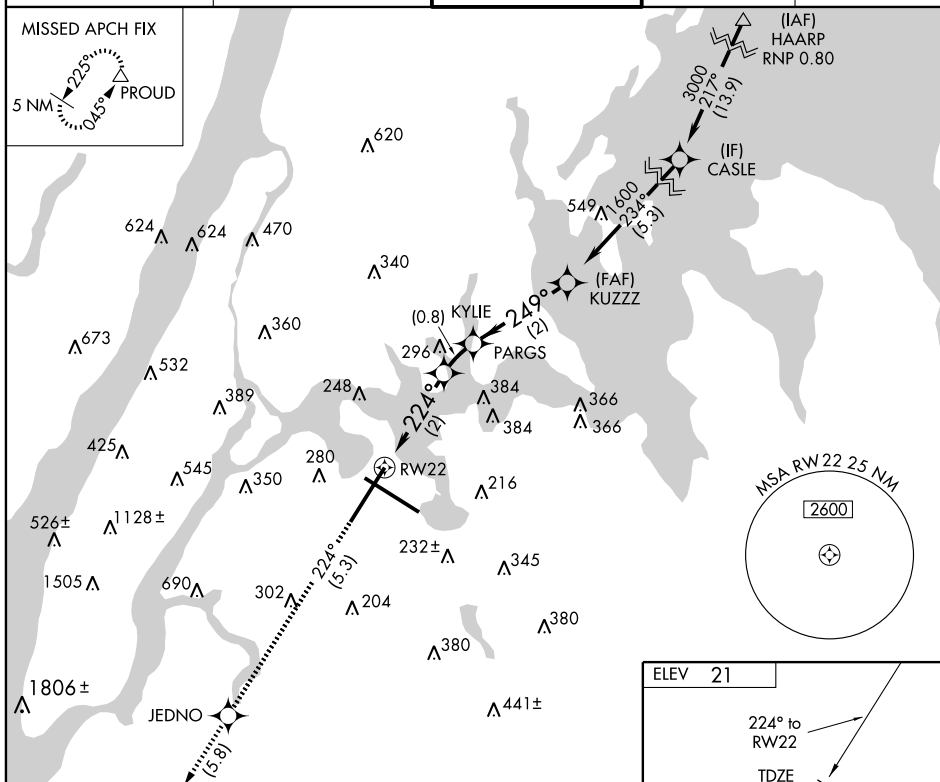 MISSED APCH FIX
225°
5 NM
045°
PROUD
(IAF)
HAARP
RNP 0.80
3000
217°
(13.9)
(IF)
CASLE
620
549
1600
234°
(5.3)
624
624
470
340
(FAF)
KUZZZ
KYLIE
249°
(2)
(0.8)
PARGS
360
296
673
532
248
384
366
389
224°
(2)
384
366
425
280
RW22
545
350
216
MSA RW22 25 NM
2600
526±
1128±
232±
345
224°
(5.3)
1505
690
302
204
380
380
1806±
JEDNO
441±
(5.8)
ELEV 21
224° to
RW22
TDZE